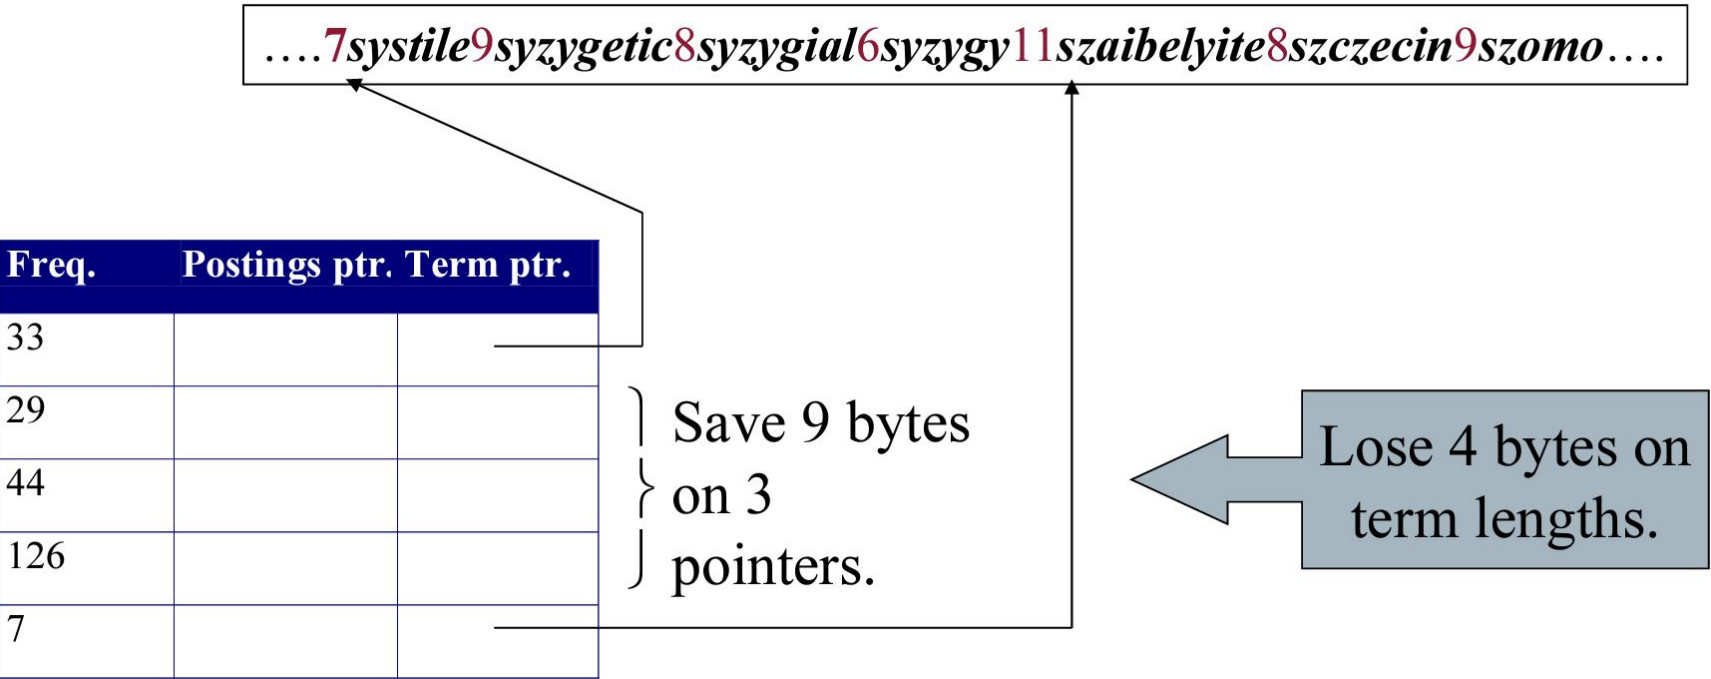 ….7systile9syzygetic8syzygial6syzygy11szaibelyite8szczecin9szomo….
Freq. Postings ptr. Term ptr.
33
29
44
126
7
Save 9 bytes
on 3
pointers.
Lose 4 bytes on
term lengths.